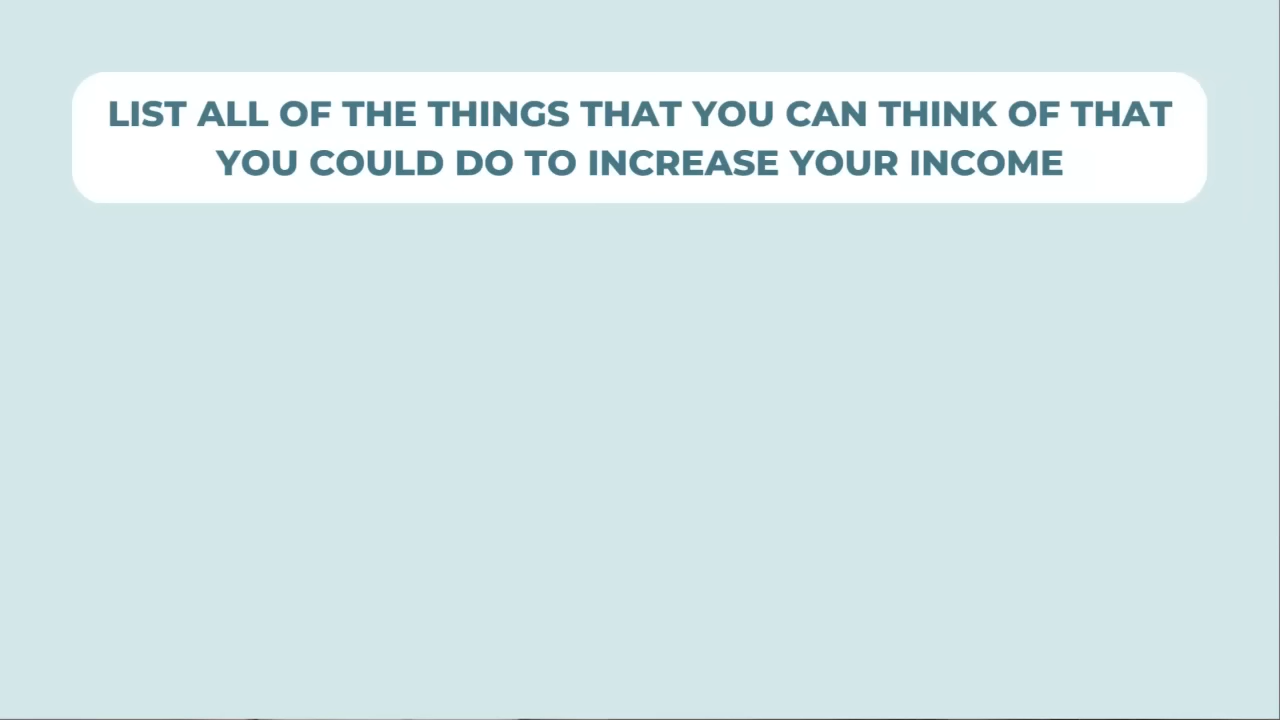 LIST ALL OF THE THINGS THAT YOU CAN THINK OF THAT
YOU COULD DO TO INCREASE YOUR INCOME